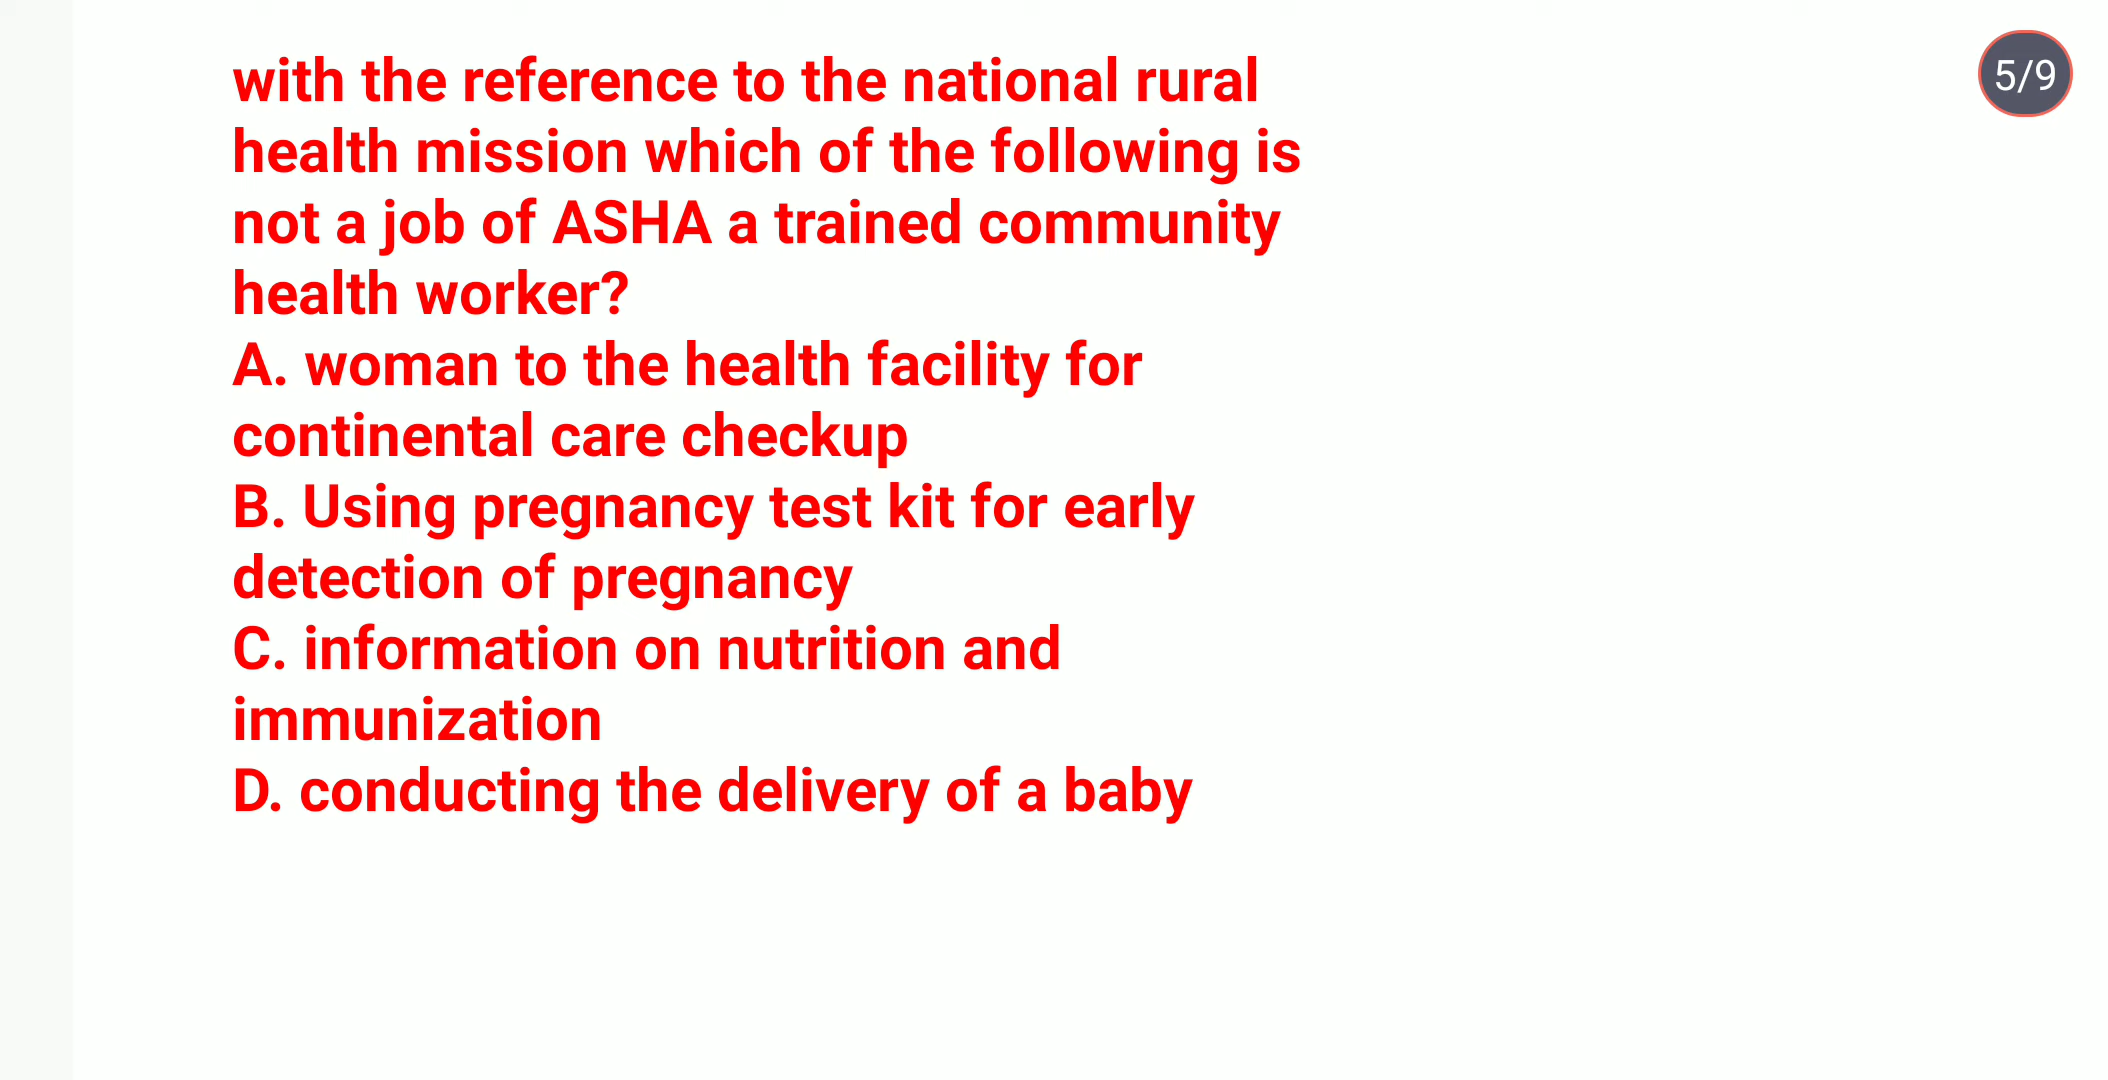 with the reference to the national rural
health mission which of the following is
not a job of ASHA a trained community
health worker?
A. woman to the health facility for
continental care checkup
B. Using pregnancy test kit for early
detection of pregnancy
C. information on nutrition and
immunization
D. conducting the delivery of a baby
5/9